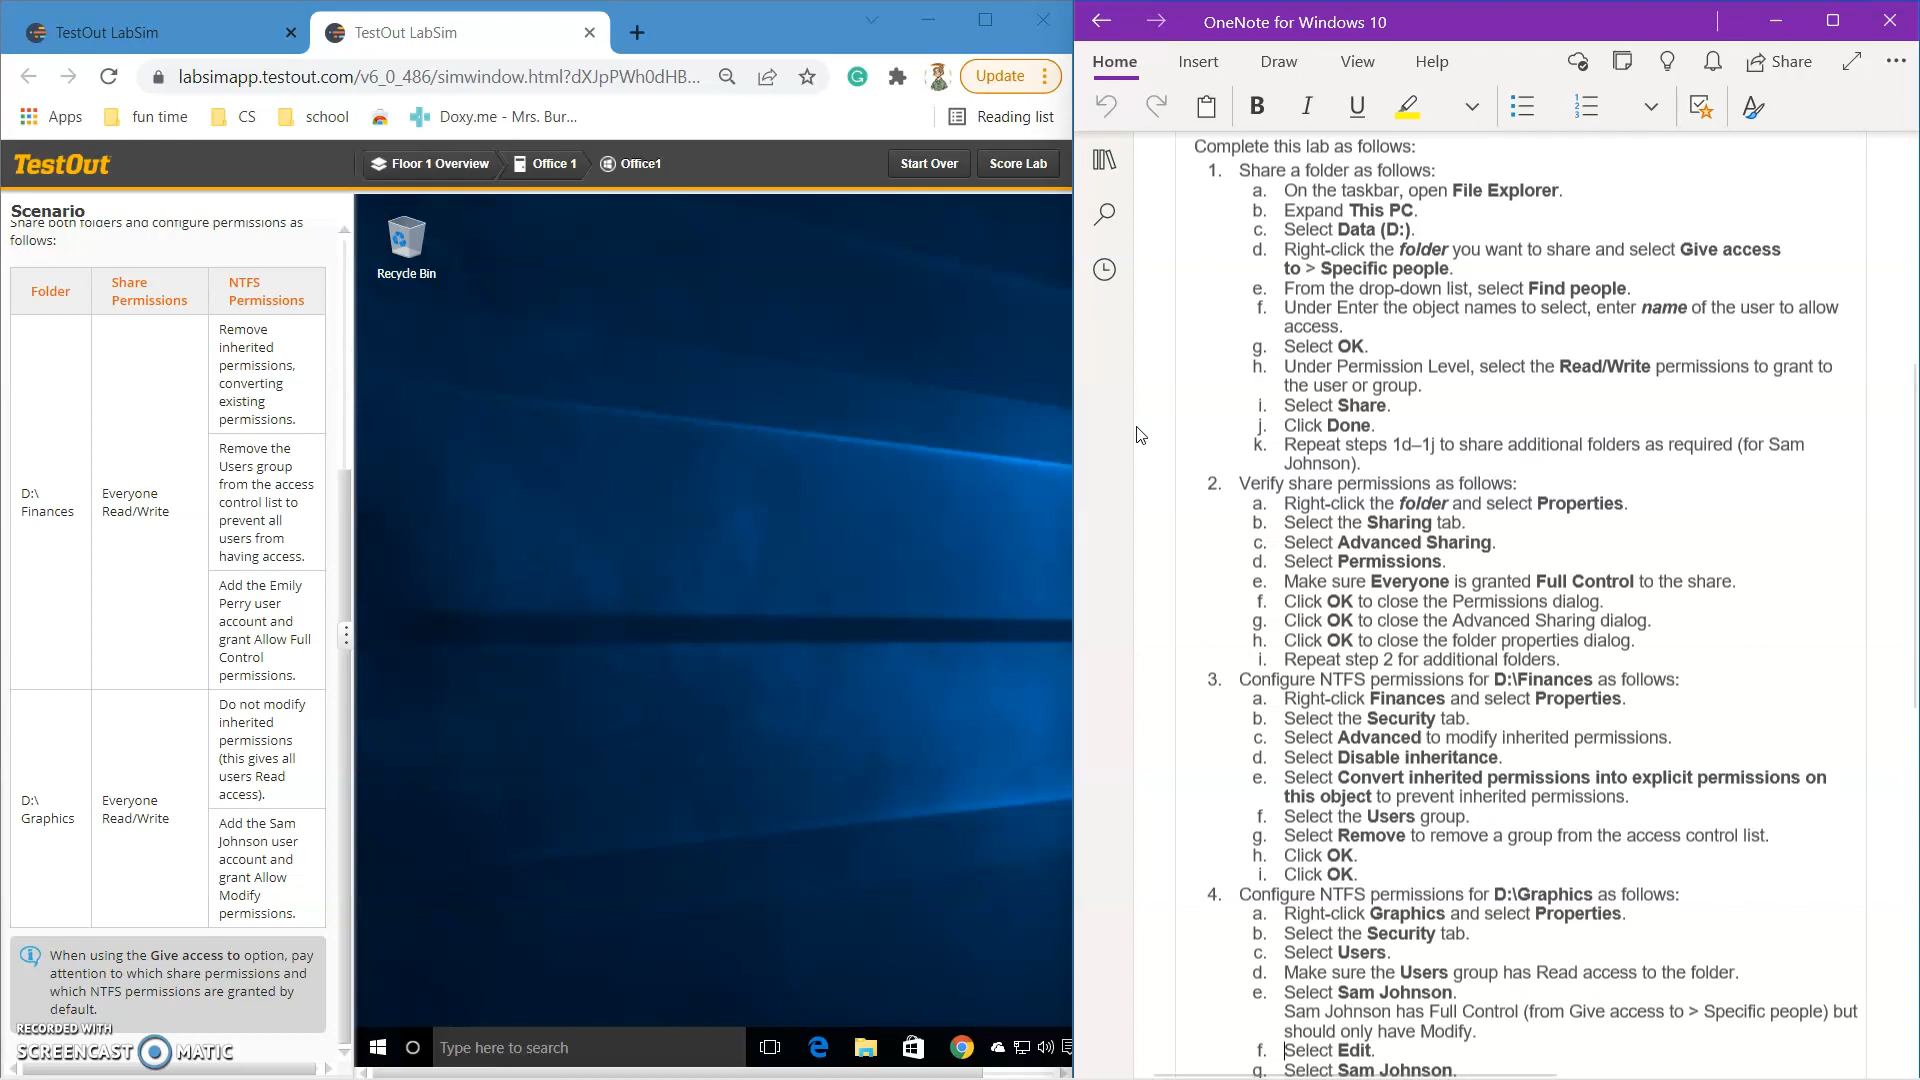 TestOut LabSim
TestOut LabSim
labsimapp.testout.com/v6_0_486/simwindow.html?dXJpPWh0dHB...
Update
Apps
fun time
CS
school
Doxy.me - Mrs. Bur...
Reading list
TestOut
Floor 1 Overview
Office 1
Office1
Start Over
Score Lab
Scenario
Share both folders and configure permissions as
follows:
Folder
Share
Permissions
NTFS
Permissions
D:\
Finances
Everyone
Read/Write
Remove
inherited
permissions,
converting
existing
permissions.
Remove the
Users group
from the access
control list to
prevent all
users from
having access.
Add the Emily
Perry user
account and
grant Allow Full
Control
permissions.
D:\
Graphics
Everyone
Read/Write
Do not modify
inherited
permissions
(this gives all
users Read
access).
Add the Sam
Johnson user
account and
grant Allow
Modify
permissions.
When using the Give access to option, pay
attention to which share permissions and
which NTFS permissions are granted by
default.
RECORDED WITH
SCREENCAST MATIC
Recycle Bin
Type here to search
OneNote for Windows 10
Home
Insert
Draw
View
Help
Share
B
I
U
Complete this lab as follows:
1. Share a folder as follows:
a. On the taskbar, open File Explorer.
b. Expand This PC.
c. Select Data (D:).
d. Right-click the folder you want to share and select Give access
to > Specific people.
e. From the drop-down list, select Find people.
f. Under Enter the object names to select, enter name of the user to allow
access.
g. Select OK.
h. Under Permission Level, select the Read/Write permissions to grant to
the user or group.
i. Select Share.
j. Click Done.
k. Repeat steps 1d–1j to share additional folders as required (for Sam
Johnson).
2. Verify share permissions as follows:
a. Right-click the folder and select Properties.
b. Select the Sharing tab.
c. Select Advanced Sharing.
d. Select Permissions.
e. Make sure Everyone is granted Full Control to the share.
f. Click OK to close the Permissions dialog.
g. Click OK to close the Advanced Sharing dialog.
h. Click OK to close the folder properties dialog.
i. Repeat step 2 for additional folders.
3. Configure NTFS permissions for D:\Finances as follows:
a. Right-click Finances and select Properties.
b. Select the Security tab.
c. Select Advanced to modify inherited permissions.
d. Select Disable inheritance.
e. Select Convert inherited permissions into explicit permissions on
this object to prevent inherited permissions.
f. Select the Users group.
g. Select Remove to remove a group from the access control list.
h. Click OK.
i. Click OK.
4. Configure NTFS permissions for D:\Graphics as follows:
a. Right-click Graphics and select Properties.
b. Select the Security tab.
c. Select Users.
d. Make sure the Users group has Read access to the folder.
e. Select Sam Johnson.
Sam Johnson has Full Control (from Give access to > Specific people) but
should only have Modify.
f. Select Edit.
g. Select Sam Johnson.